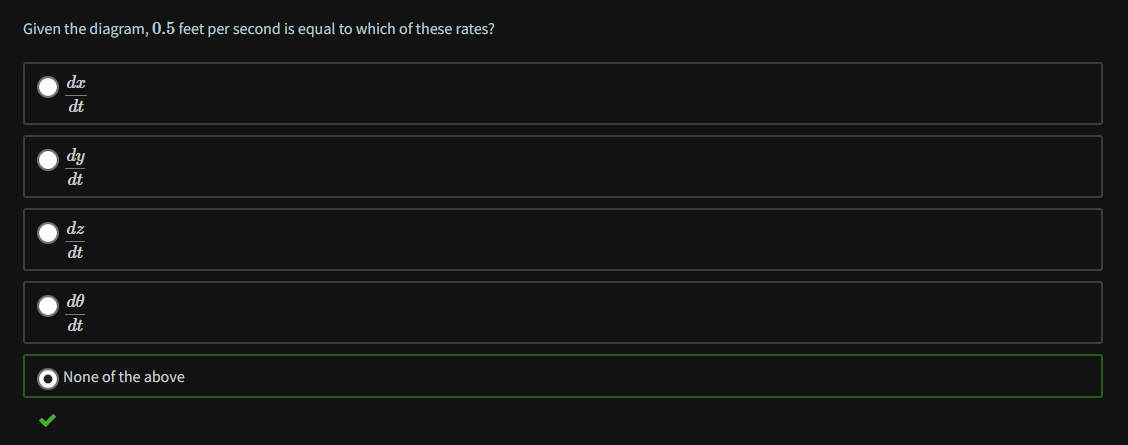 Given the diagram, 0.5 feet per second is equal to which of these rates?
dx
dt
dy
dt
dz
dt
dθ
dt
None of the above